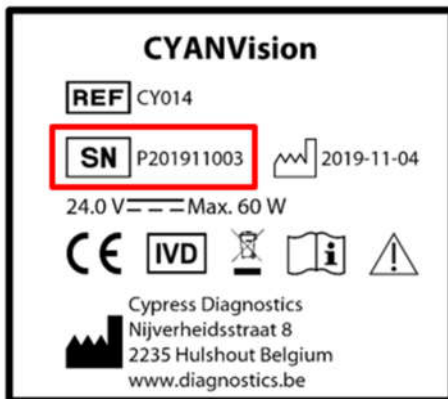 CYANVision
REF CY014
SN P201911003 2019-11-04
24.0 V Max. 60 W
CE IVD i
Cypress Diagnostics
Nijverheidsstraat 8
2235 Hulshout Belgium
www.diagnostics.be